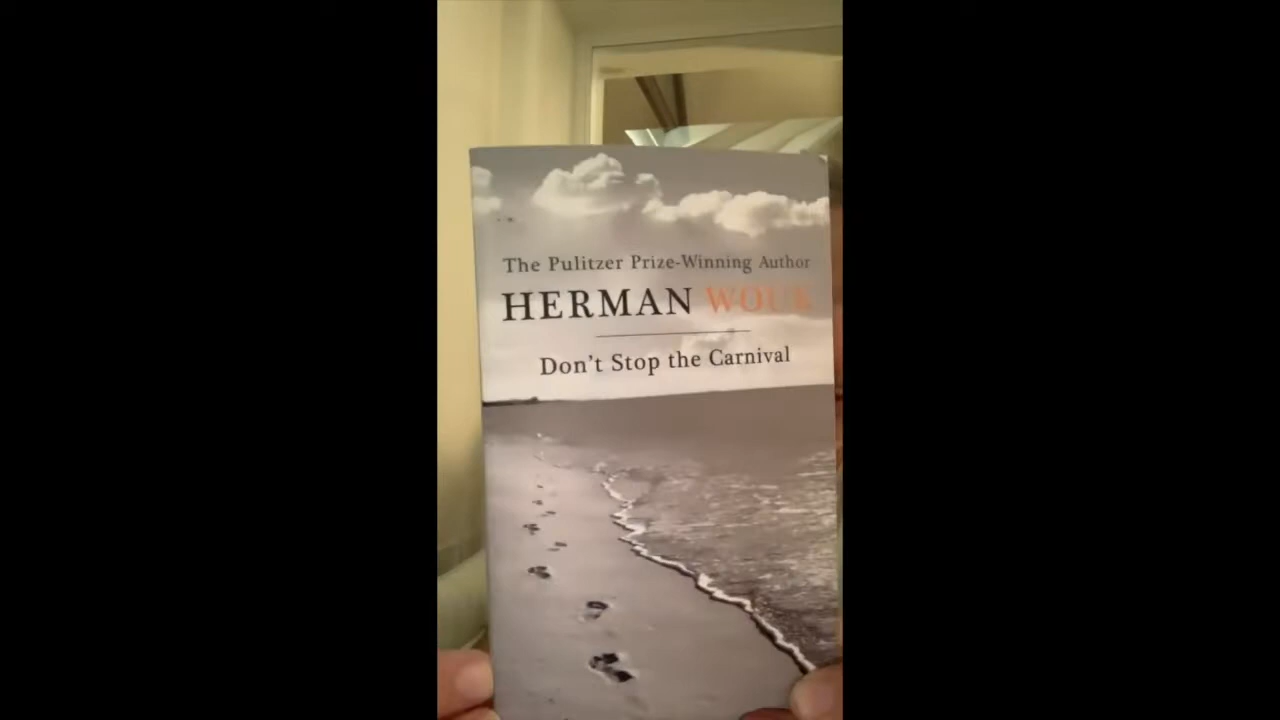 The Pulitzer Prize-Winning Author
HERMAN WOUK
Don't Stop the Carnival